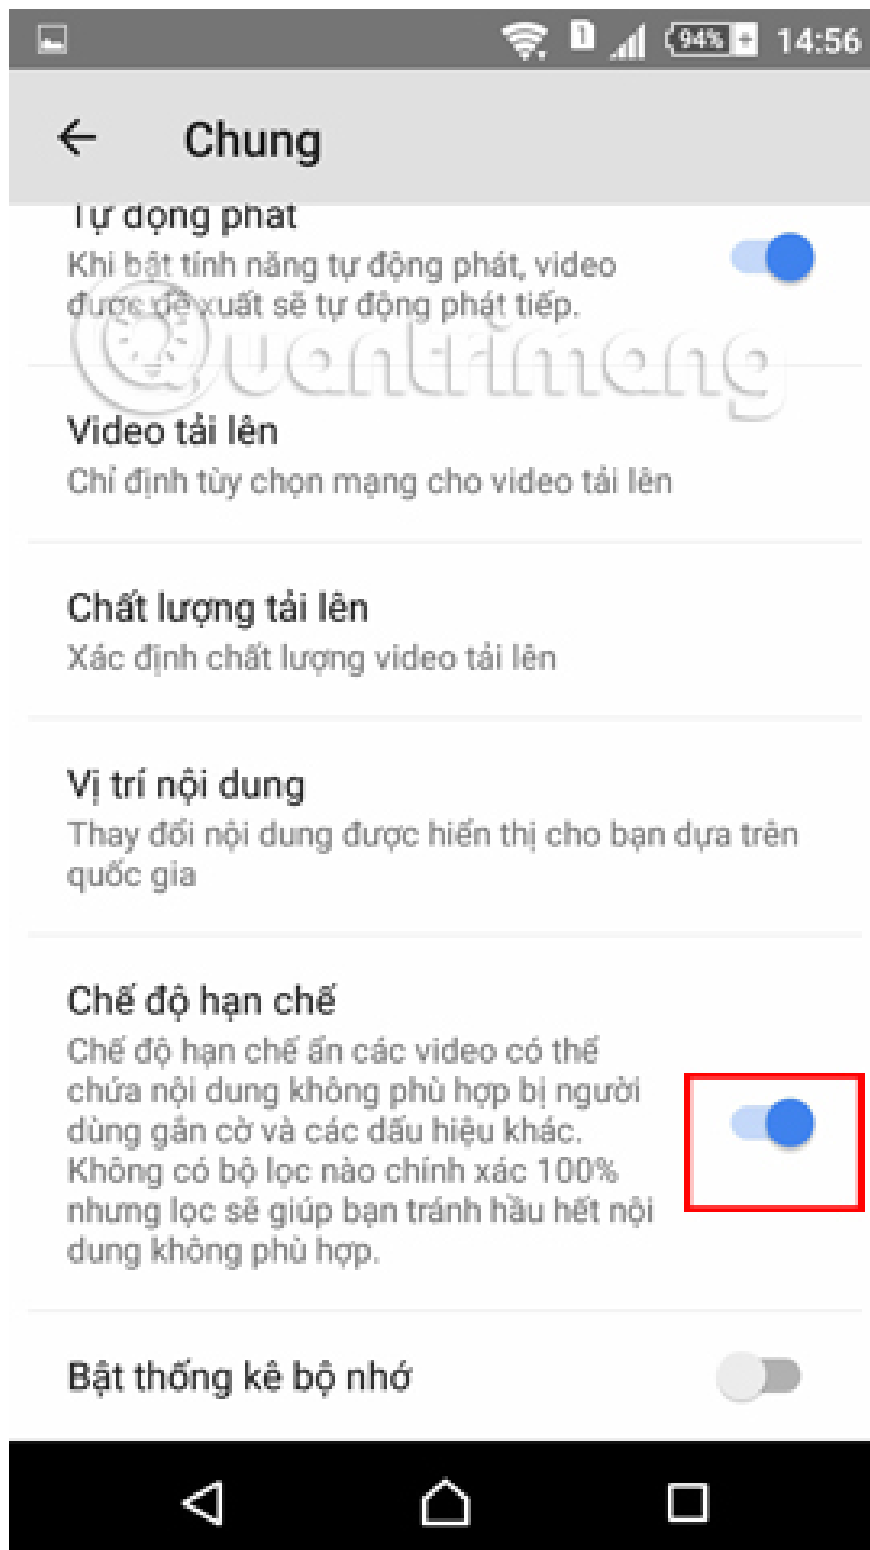 1 94% 14:56
Chung
Tự động phát
Khi bật tính năng tự động phát, video
được đề xuất sẽ tự động phát tiếp.
Quantrimang
Video tải lên
Chỉ định tùy chọn mạng cho video tải lên
Chất lượng tải lên
Xác định chất lượng video tải lên
Vị trí nội dung
Thay đổi nội dung được hiển thị cho bạn dựa trên
quốc gia
Chế độ hạn chế
Chế độ hạn chế ẩn các video có thể
chứa nội dung không phù hợp bị người
dùng gắn cờ và các dấu hiệu khác.
Không có bộ lọc nào chính xác 100%
nhưng lọc sẽ giúp bạn tránh hầu hết nội
dung không phù hợp.
Bật thống kê bộ nhớ